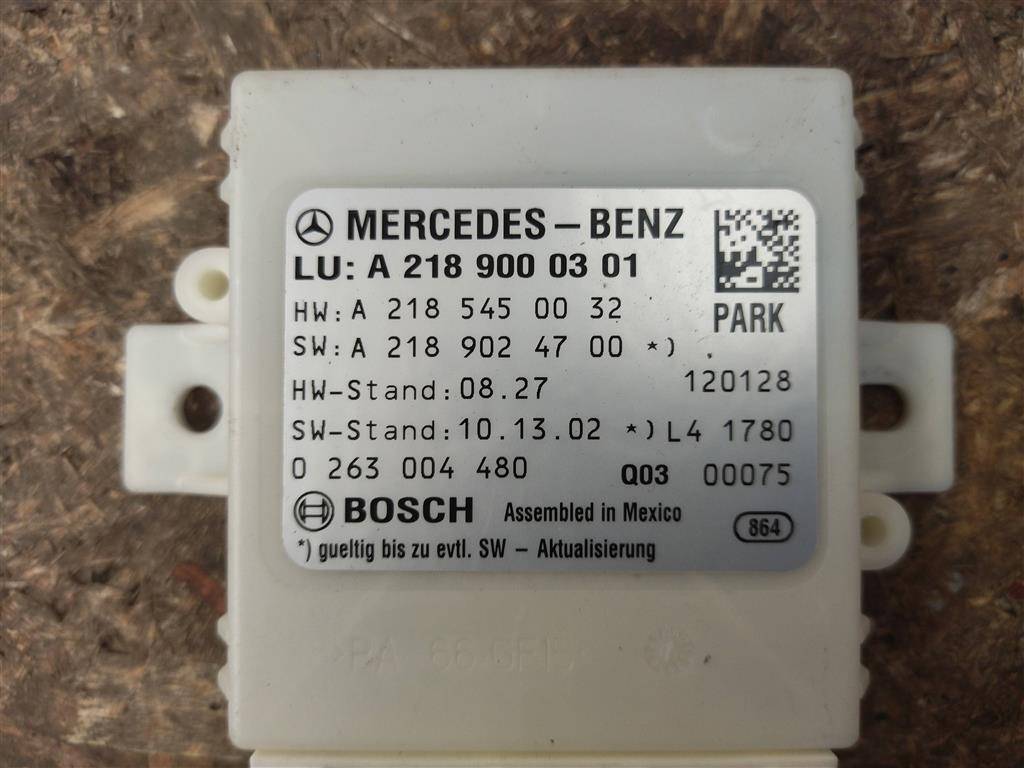 MERCEDES-BENZ
LU: A 218 900 03 01
HW: A 218 545 00 32
PARK
SW: A 218 902 47 00 *)
HW-Stand: 08.27 120128
SW-Stand: 10.13.02 *) L4 1780
0 263 004 480 Q03 00075
BOSCH Assembled in Mexico 864
*) gueltig bis zu evtl. SW - Aktualisierung
PA 66